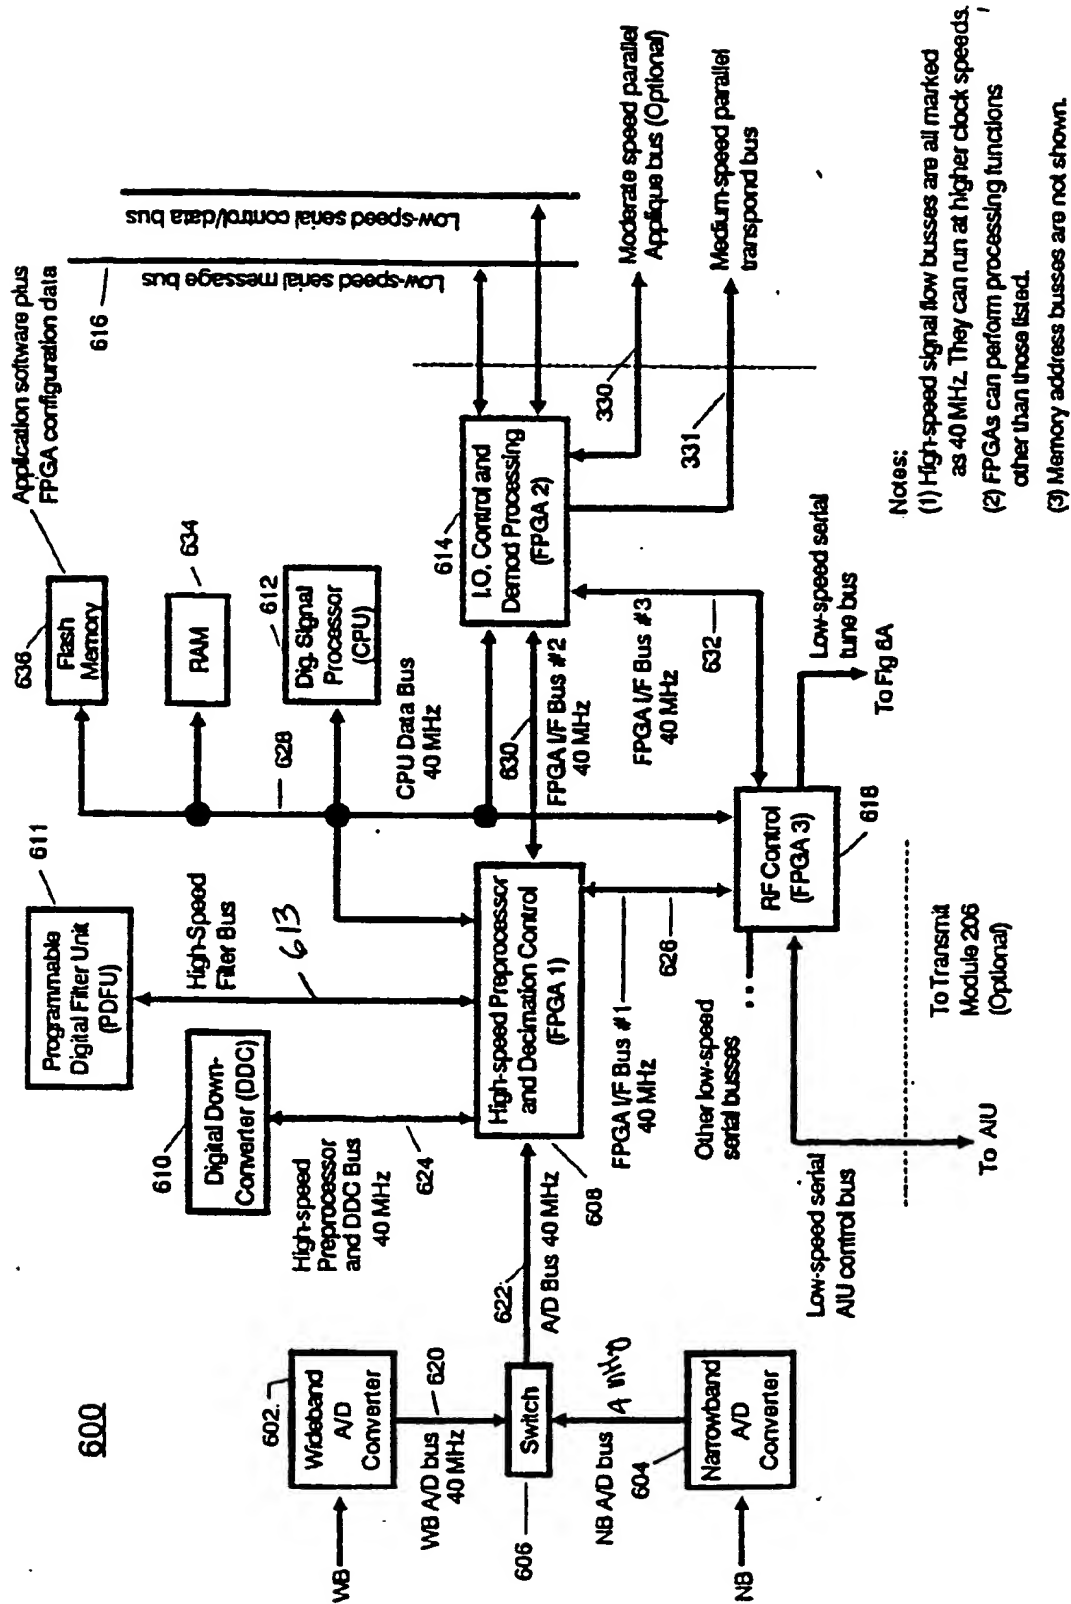 600
WB
602
Wideband
A/D
Converter
WB A/D bus
40 MHz
620
606
Switch
622
A/D Bus 40 MHz
NB A/D bus
604
Narrowband
A/D
Converter
NB
610
Digital Down-
Converter (DDC)
High-speed
Preprocessor
and DDC Bus
40 MHz
624
611
Programmable
Digital Filter Unit
(PDFU)
High-Speed
Filter Bus
613
High-speed Preprocessor
and Decimation Control
(FPGA 1)
608
FPGA I/F Bus #1
40 MHz
626
Other low-speed
serial busses
Low-speed serial
AIU control bus
To AIU
To Transmit
Module 206
(Optional)
RF Control
(FPGA 3)
618
Low-speed serial
tune bus
To Fig 6A
636
Flash
Memory
Application software plus
FPGA configuration data
634
RAM
612
Dig. Signal
Processor
(CPU)
628
CPU Data Bus
40 MHz
630
FPGA I/F Bus #2
40 MHz
FPGA I/F Bus #3
40 MHz
632
614
I.O. Control and
Demod Processing
(FPGA 2)
616
Low-speed serial message bus
Low-speed serial control/data bus
330
Moderate speed parallel
Applique bus (Optional)
331
Medium-speed parallel
transpond bus
Notes:
(1) High-speed signal flow busses are all marked
as 40 MHz. They can run at higher clock speeds.
(2) FPGAs can perform processing functions
other than those listed.
(3) Memory address busses are not shown.